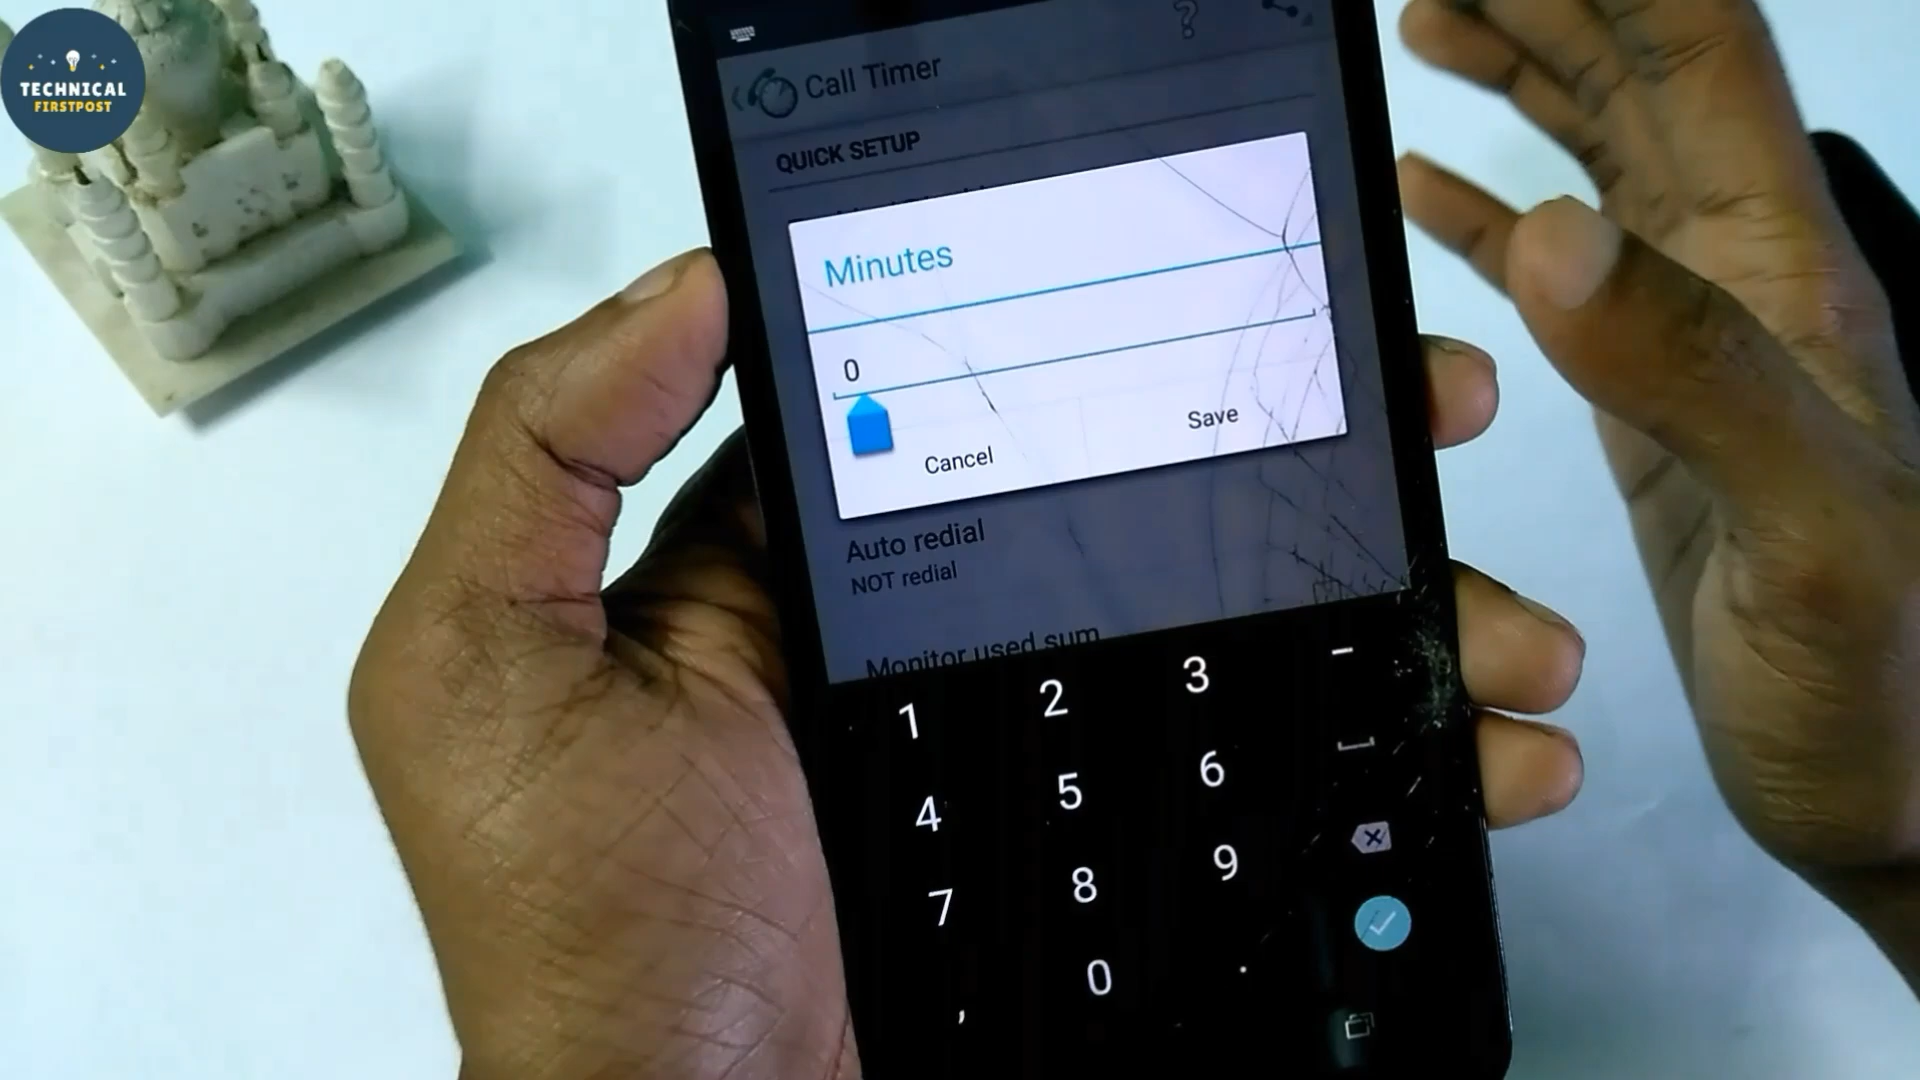 TECHNICAL
FIRSTPOST
Call Timer
QUICK SETUP
Minutes
0
Cancel
Save
Auto redial
NOT redial
Monitor used sum
1 2 3 -
4 5 6
7 8 9
, 0 .